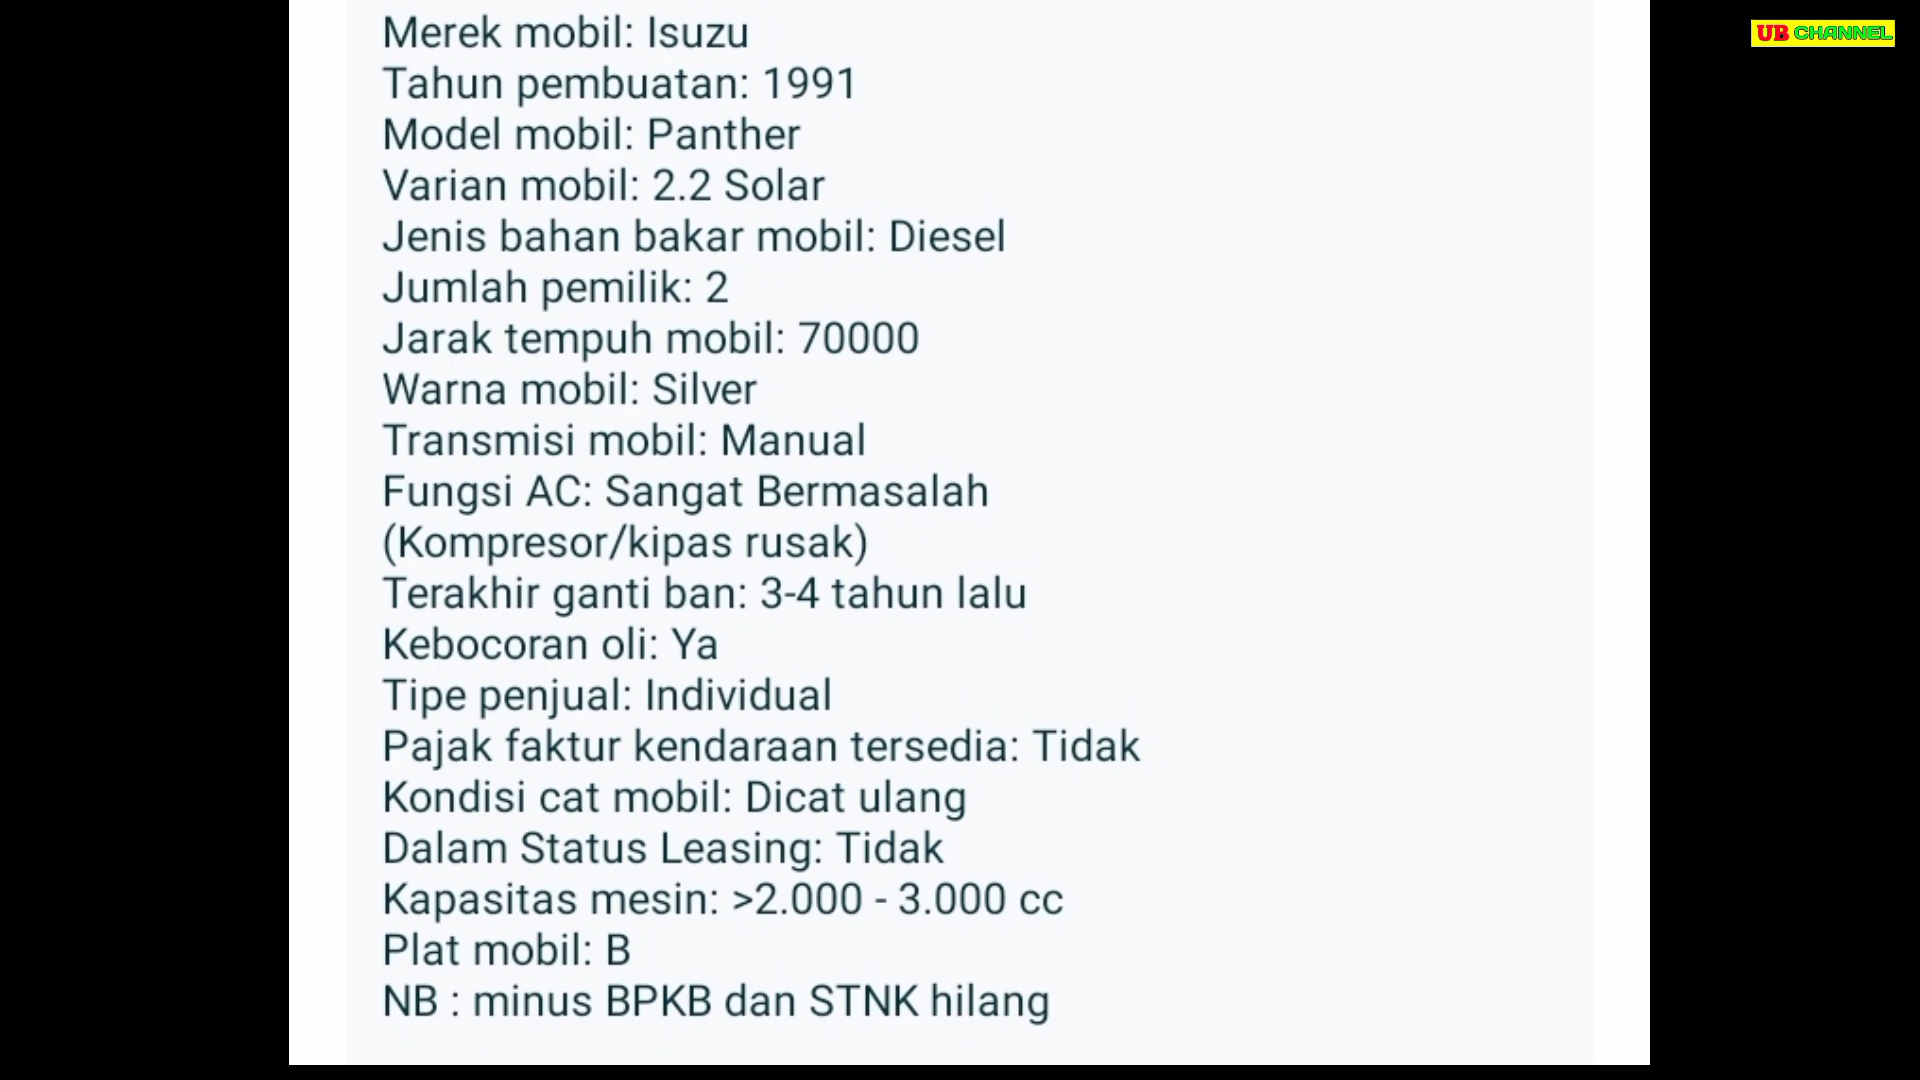 Merek mobil: Isuzu
UB CHANNEL
Tahun pembuatan: 1991
Model mobil: Panther
Varian mobil: 2.2 Solar
Jenis bahan bakar mobil: Diesel
Jumlah pemilik: 2
Jarak tempuh mobil: 70000
Warna mobil: Silver
Transmisi mobil: Manual
Fungsi AC: Sangat Bermasalah
(Kompresor/kipas rusak)
Terakhir ganti ban: 3-4 tahun lalu
Kebocoran oli: Ya
Tipe penjual: Individual
Pajak faktur kendaraan tersedia: Tidak
Kondisi cat mobil: Dicat ulang
Dalam Status Leasing: Tidak
Kapasitas mesin: >2.000 - 3.000 cc
Plat mobil: B
NB : minus BPKB dan STNK hilang